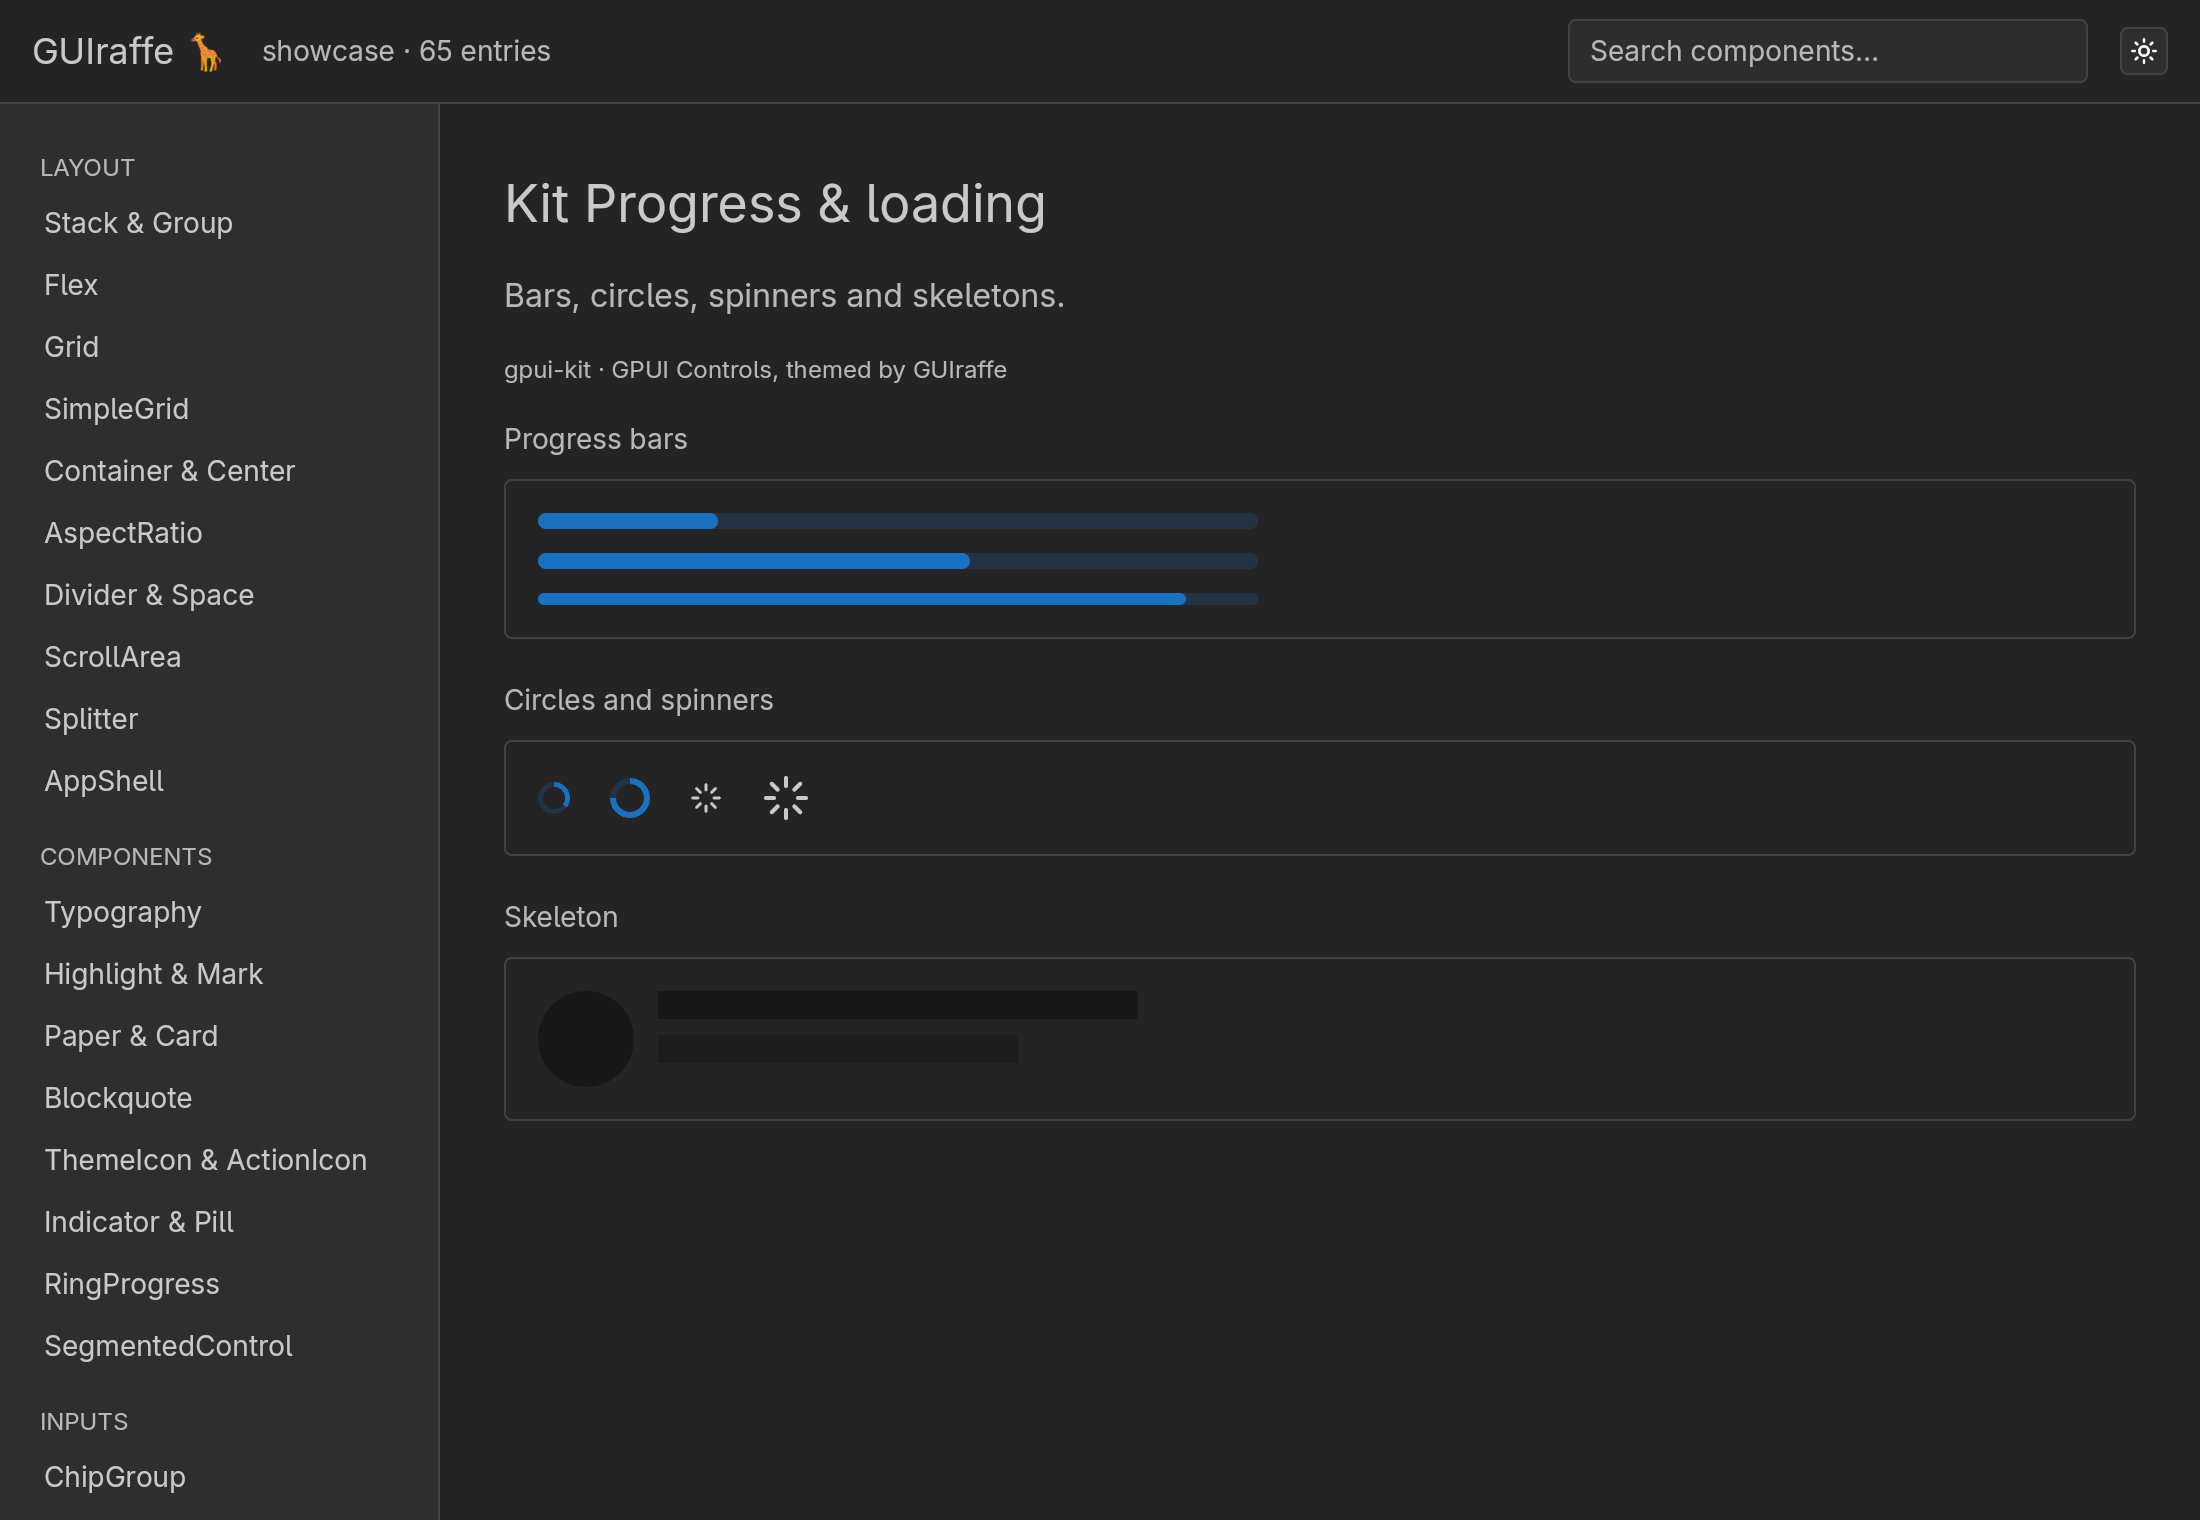 GUIraffe 🦒 showcase · 65 entries
Search components...
LAYOUT
Stack & Group
Flex
Grid
SimpleGrid
Container & Center
AspectRatio
Divider & Space
ScrollArea
Splitter
AppShell
COMPONENTS
Typography
Highlight & Mark
Paper & Card
Blockquote
ThemeIcon & ActionIcon
Indicator & Pill
RingProgress
SegmentedControl
INPUTS
ChipGroup
Kit Progress & loading
Bars, circles, spinners and skeletons.
gpui-kit · GPUI Controls, themed by GUIraffe
Progress bars
Circles and spinners
Skeleton